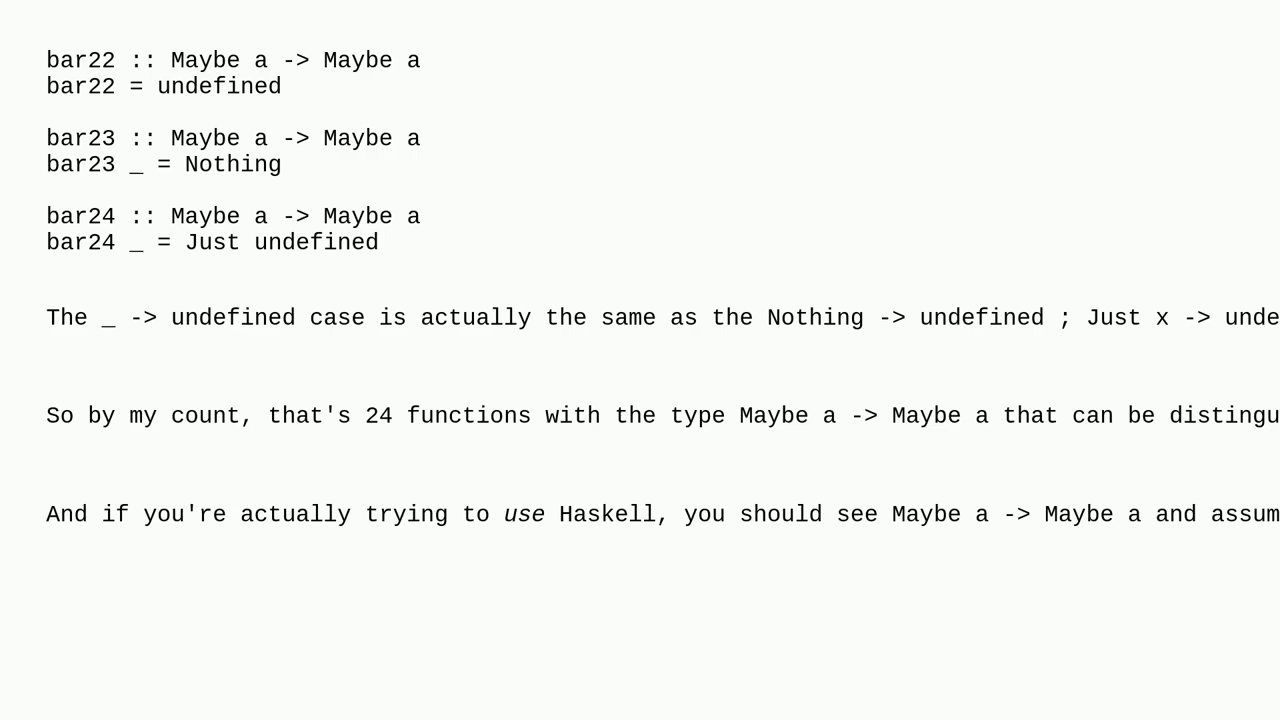 bar22 :: Maybe a -> Maybe a
bar22 = undefined
bar23 :: Maybe a -> Maybe a
bar23 _ = Nothing
bar24 :: Maybe a -> Maybe a
bar24 _ = Just undefined
The _ -> undefined case is actually the same as the Nothing -> undefined ; Just x -> unde
So by my count, that's 24 functions with the type Maybe a -> Maybe a that can be distingu
And if you're actually trying to use Haskell, you should see Maybe a -> Maybe a and assum